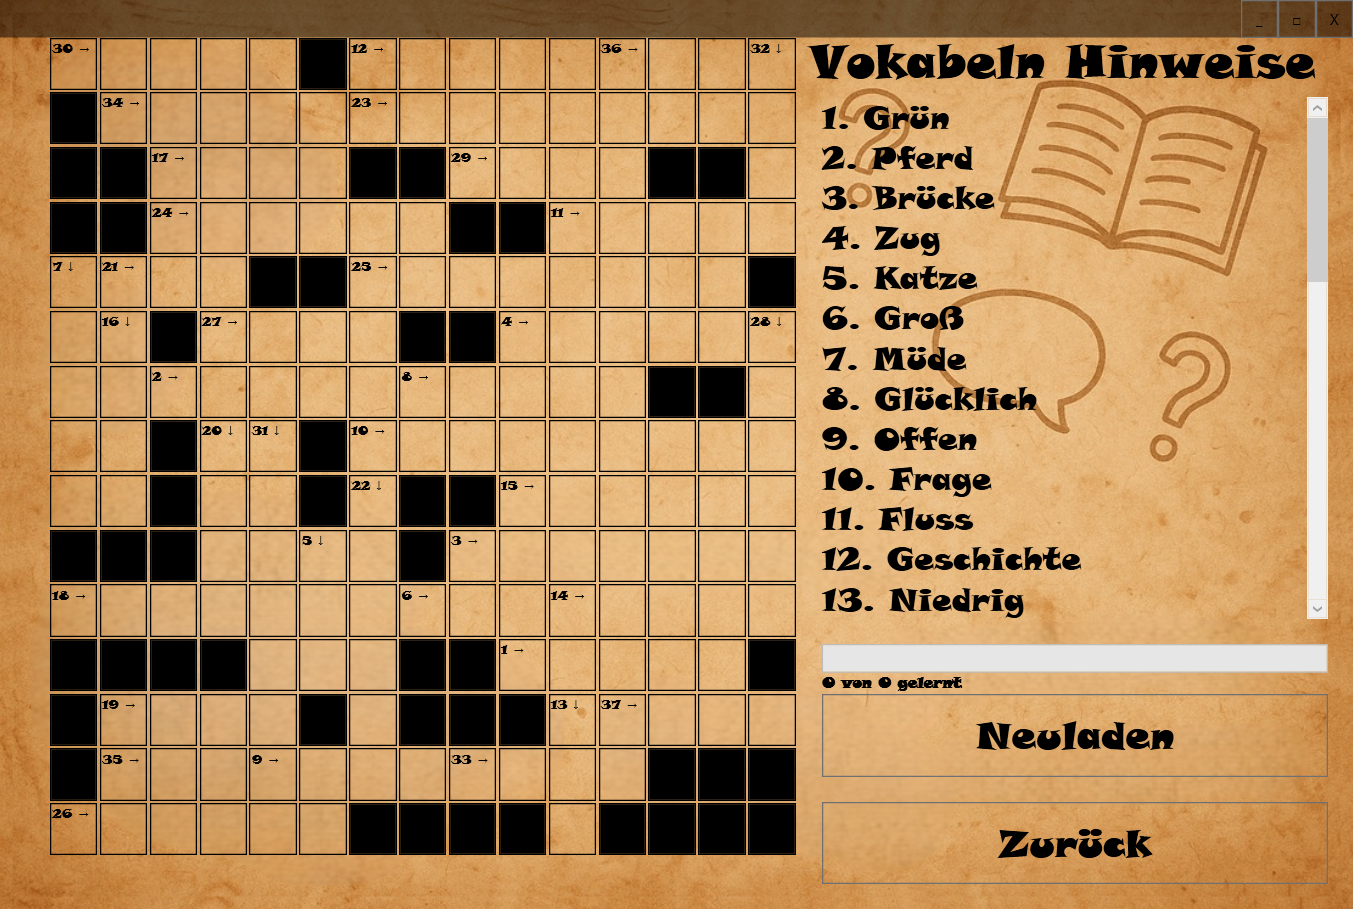 _ □ X
30 → 12 → 36 → 32 ↓
34 → 23 →
17 → 29 →
24 → 11 →
7 ↓ 21 → 25 →
16 ↓ 27 → 4 → 28 ↓
2 → 8 →
20 ↓ 31 ↓ 10 →
22 ↓ 15 →
5 ↓ 3 →
18 → 6 → 14 →
1 →
19 → 13 ↓ 37 →
35 → 9 → 33 →
26 →
Vokabeln Hinweise
1. Grün
2. Pferd
3. Brücke
4. Zug
5. Katze
6. Groß
7. Müde
8. Glücklich
9. Offen
10. Frage
11. Fluss
12. Geschichte
13. Niedrig
0 von 0 gelernt
Neuladen
Zurück